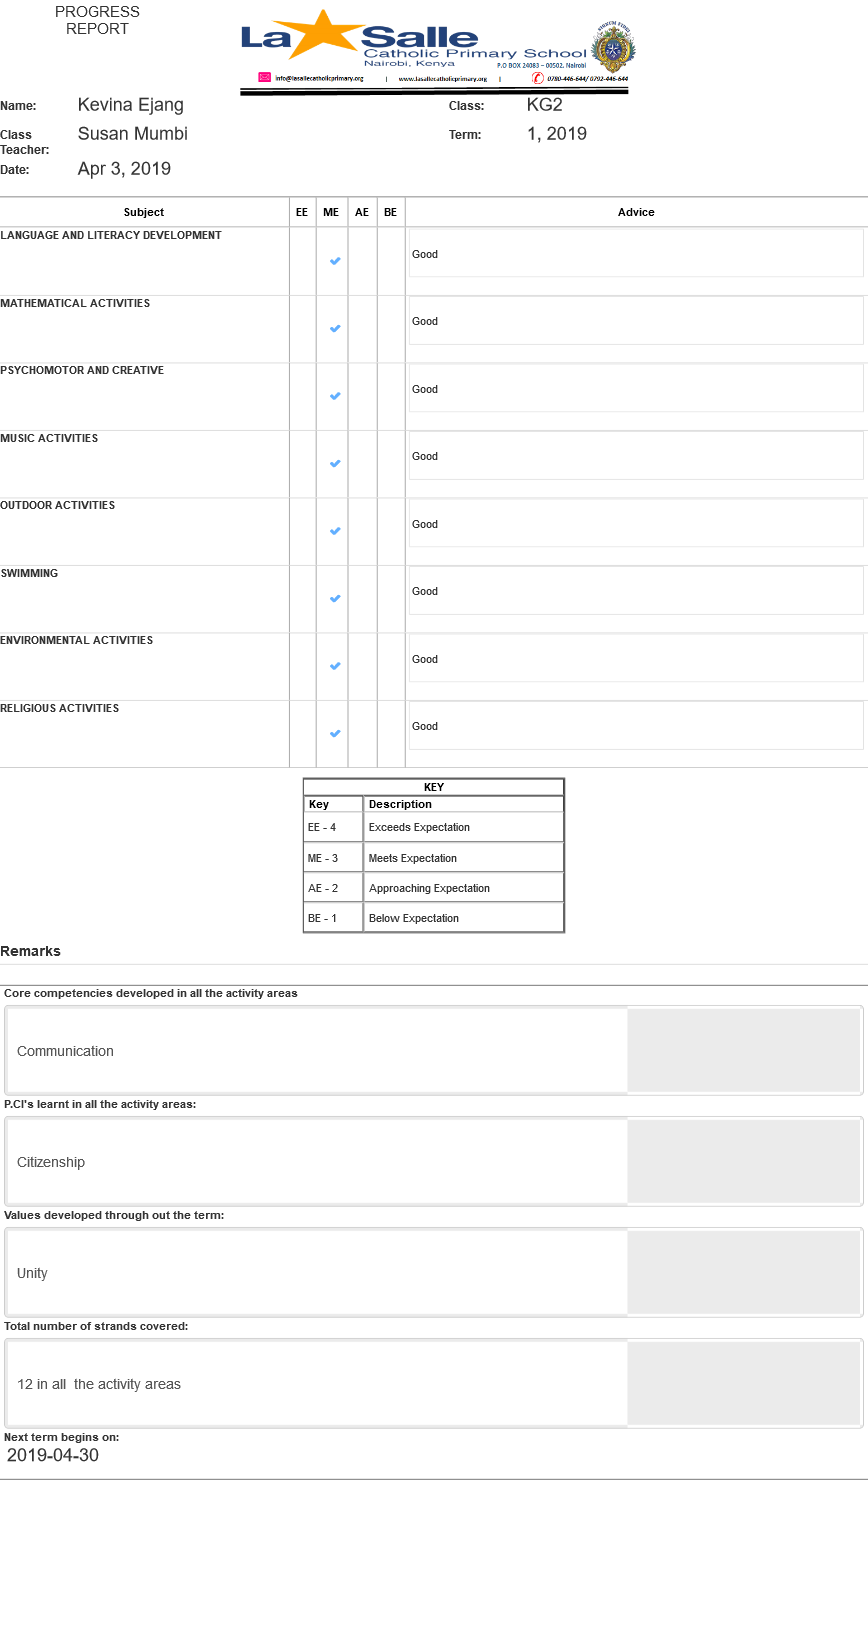 PROGRESS
REPORT
La Salle
Catholic Primary School
Nairobi, Kenya
P.O BOX 24083 – 00502, Nairobi
info@lasallecatholicprimary.org | www.lasallecatholicprimary.org | 0780-446-644/ 0792-446-644
Name: Kevina Ejang Class: KG2
Class Teacher: Susan Mumbi Term: 1, 2019
Date: Apr 3, 2019
Subject EE ME AE BE Advice
LANGUAGE AND LITERACY DEVELOPMENT Good
MATHEMATICAL ACTIVITIES Good
PSYCHOMOTOR AND CREATIVE Good
MUSIC ACTIVITIES Good
OUTDOOR ACTIVITIES Good
SWIMMING Good
ENVIRONMENTAL ACTIVITIES Good
RELIGIOUS ACTIVITIES Good
KEY
Key Description
EE - 4 Exceeds Expectation
ME - 3 Meets Expectation
AE - 2 Approaching Expectation
BE - 1 Below Expectation
Remarks
Core competencies developed in all the activity areas
Communication
P.CI's learnt in all the activity areas:
Citizenship
Values developed through out the term:
Unity
Total number of strands covered:
12 in all  the activity areas
Next term begins on:
2019-04-30